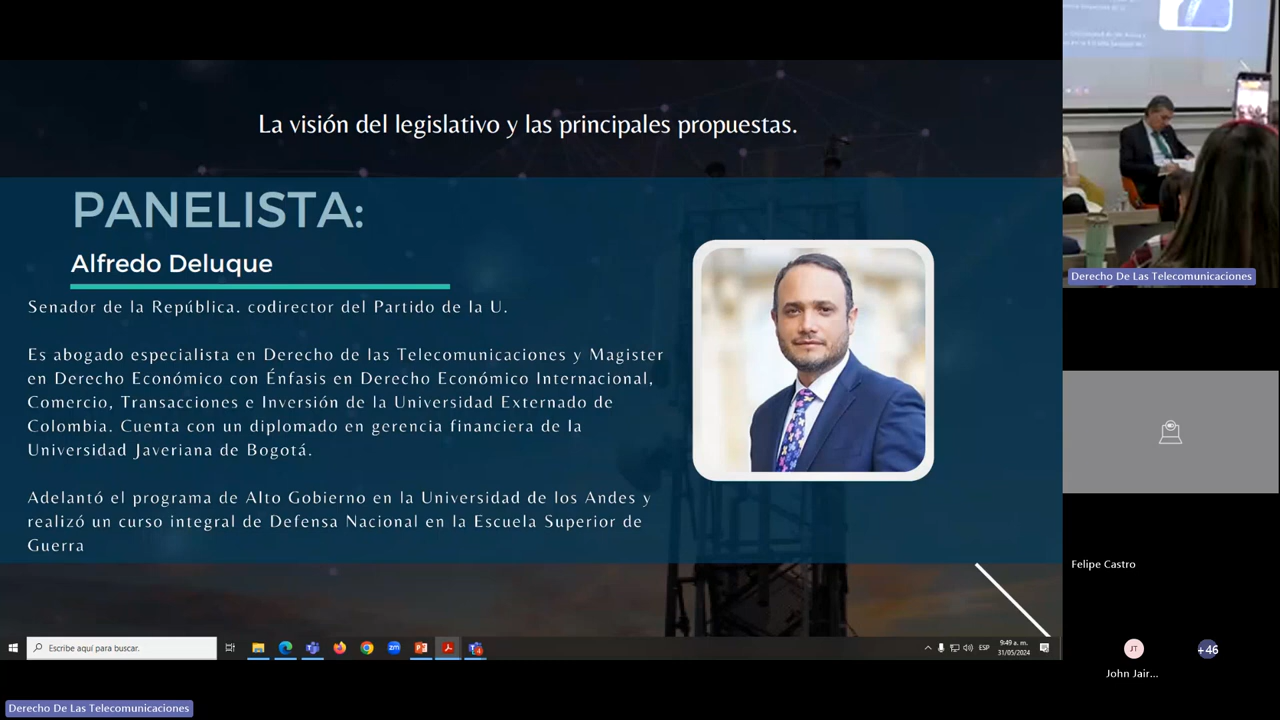 La visión del legislativo y las principales propuestas.
PANELISTA:
Alfredo Deluque
Senador de la República. codirector del Partido de la U.
Es abogado especialista en Derecho de las Telecomunicaciones y Magister
en Derecho Económico con Énfasis en Derecho Económico Internacional,
Comercio, Transacciones e Inversión de la Universidad Externado de
Colombia. Cuenta con un diplomado en gerencia financiera de la
Universidad Javeriana de Bogotá.
Adelantó el programa de Alto Gobierno en la Universidad de los Andes y
realizó un curso integral de Defensa Nacional en la Escuela Superior de
Guerra
Escribe aquí para buscar.
zm
ESP
9:49 a. m.
31/05/2024
Derecho De Las Telecomunicaciones
Derecho De Las Telecomunicaciones
Felipe Castro
JT
+46
John Jair...